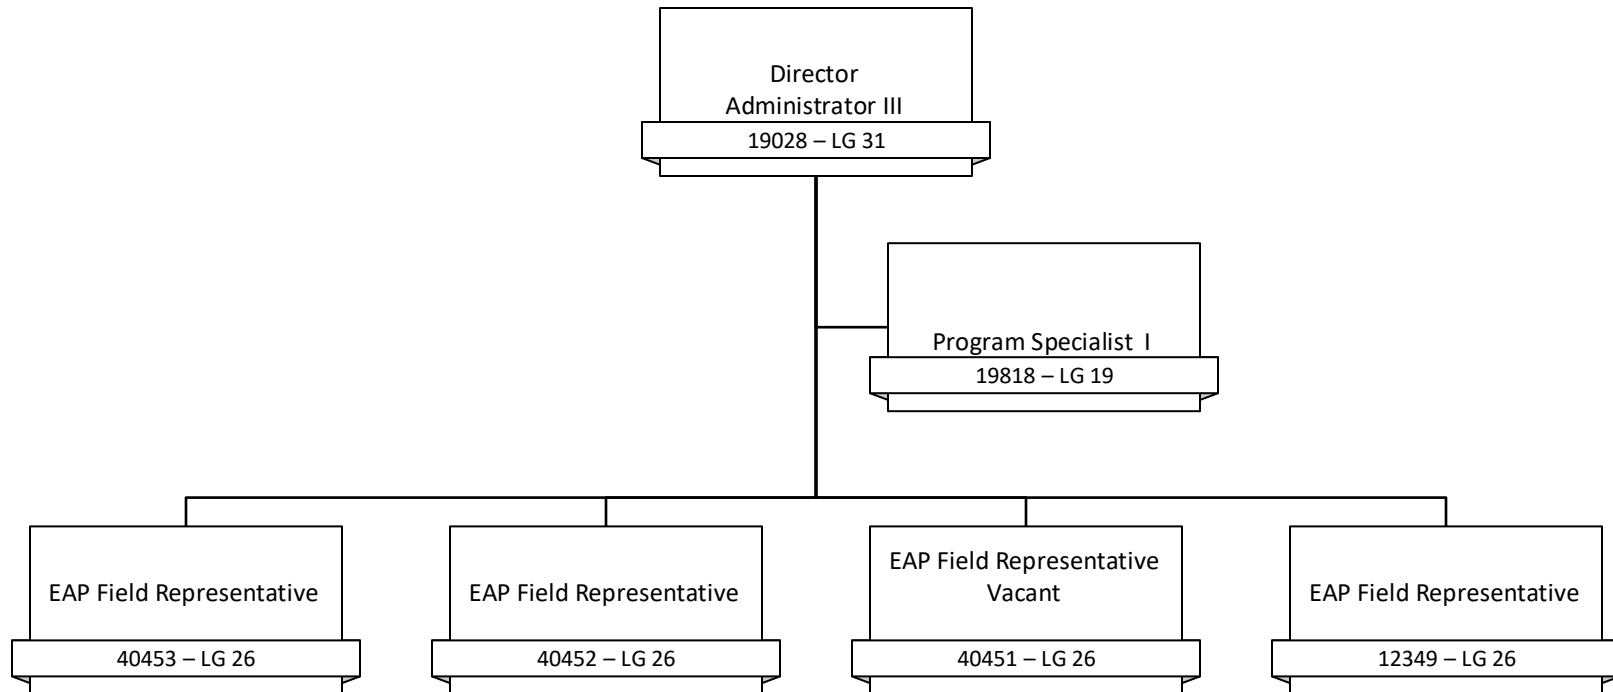 Director
Administrator III
19028 – LG 31
Program Specialist I
19818 – LG 19
EAP Field Representative
40453 – LG 26
EAP Field Representative
40452 – LG 26
EAP Field Representative
Vacant
40451 – LG 26
EAP Field Representative
12349 – LG 26